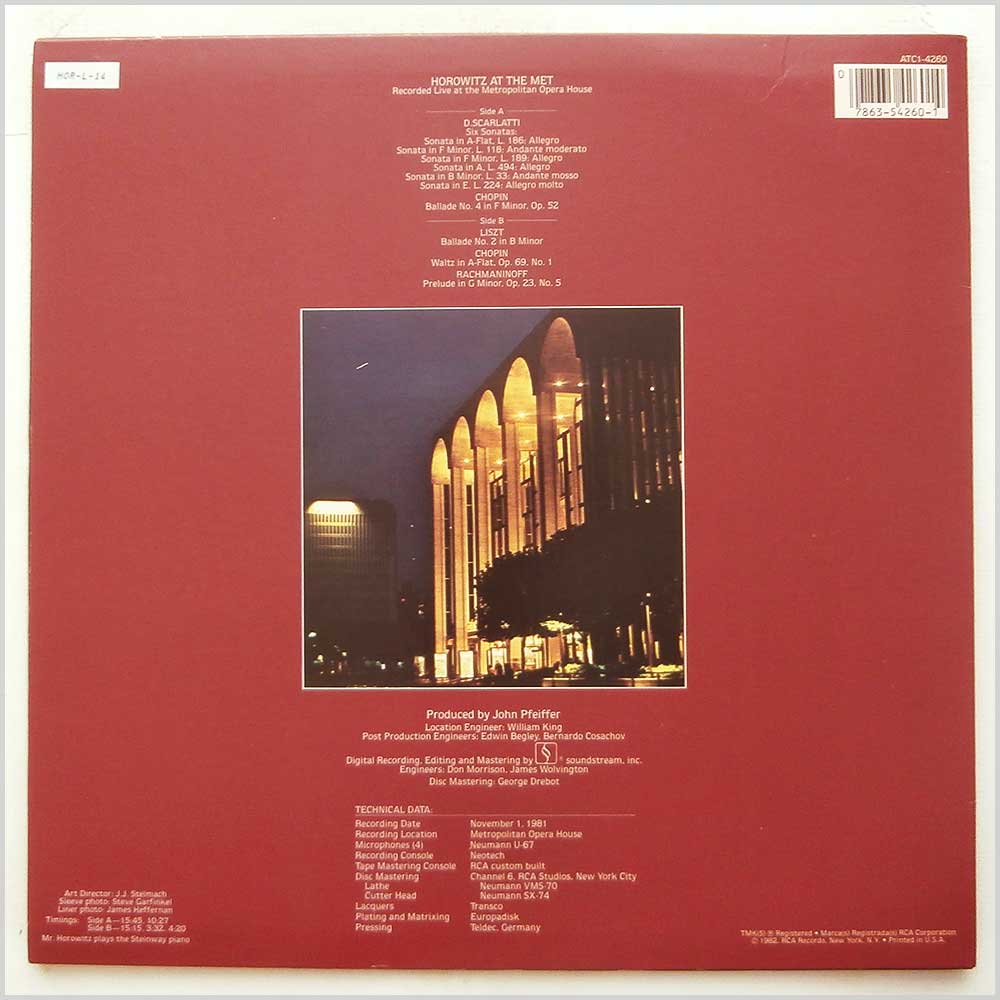 HOR-L-14
ATC1-4260
0
7863-54260-1
HOROWITZ AT THE MET
Recorded Live at the Metropolitan Opera House
Side A
D.SCARLATTI
Six Sonatas:
Sonata in A-Flat, L. 186: Allegro
Sonata in F Minor, L. 118: Andante moderato
Sonata in F Minor, L. 189: Allegro
Sonata in A, L. 494: Allegro
Sonata in B Minor, L. 33: Andante mosso
Sonata in E, L. 224: Allegro molto
CHOPIN
Ballade No. 4 in F Minor, Op. 52
Side B
LISZT
Ballade No. 2 in B Minor
CHOPIN
Waltz in A-Flat, Op. 69, No. 1
RACHMANINOFF
Prelude in G Minor, Op. 23, No. 5
Produced by John Pfeiffer
Location Engineer: William King
Post Production Engineers: Edwin Begley, Bernardo Cosachov
Digital Recording, Editing and Mastering by S ® soundstream, inc.
Engineers: Don Morrison, James Wolvington
Disc Mastering: George Drebot
TECHNICAL DATA:
Recording Date November 1, 1981
Recording Location Metropolitan Opera House
Microphones (4) Neumann U-67
Recording Console Neotech
Tape Mastering Console RCA custom built
Disc Mastering Channel 6, RCA Studios, New York City
Lathe Neumann VMS-70
Cutter Head Neumann SX-74
Lacquers Transco
Plating and Matrixing Europadisk
Pressing Teldec, Germany
Art Director: J.J. Stelmach
Sleeve photo: Steve Garfinkel
Liner photo: James Heffernan
Timings: Side A—15:45, 10:27
Side B—15:15, 3:32, 4:20
Mr. Horowitz plays the Steinway piano
TMK(S) ® Registered • Marca(s) Registrada(s) RCA Corporation
© 1982, RCA Records, New York, N.Y. • Printed in U.S.A.